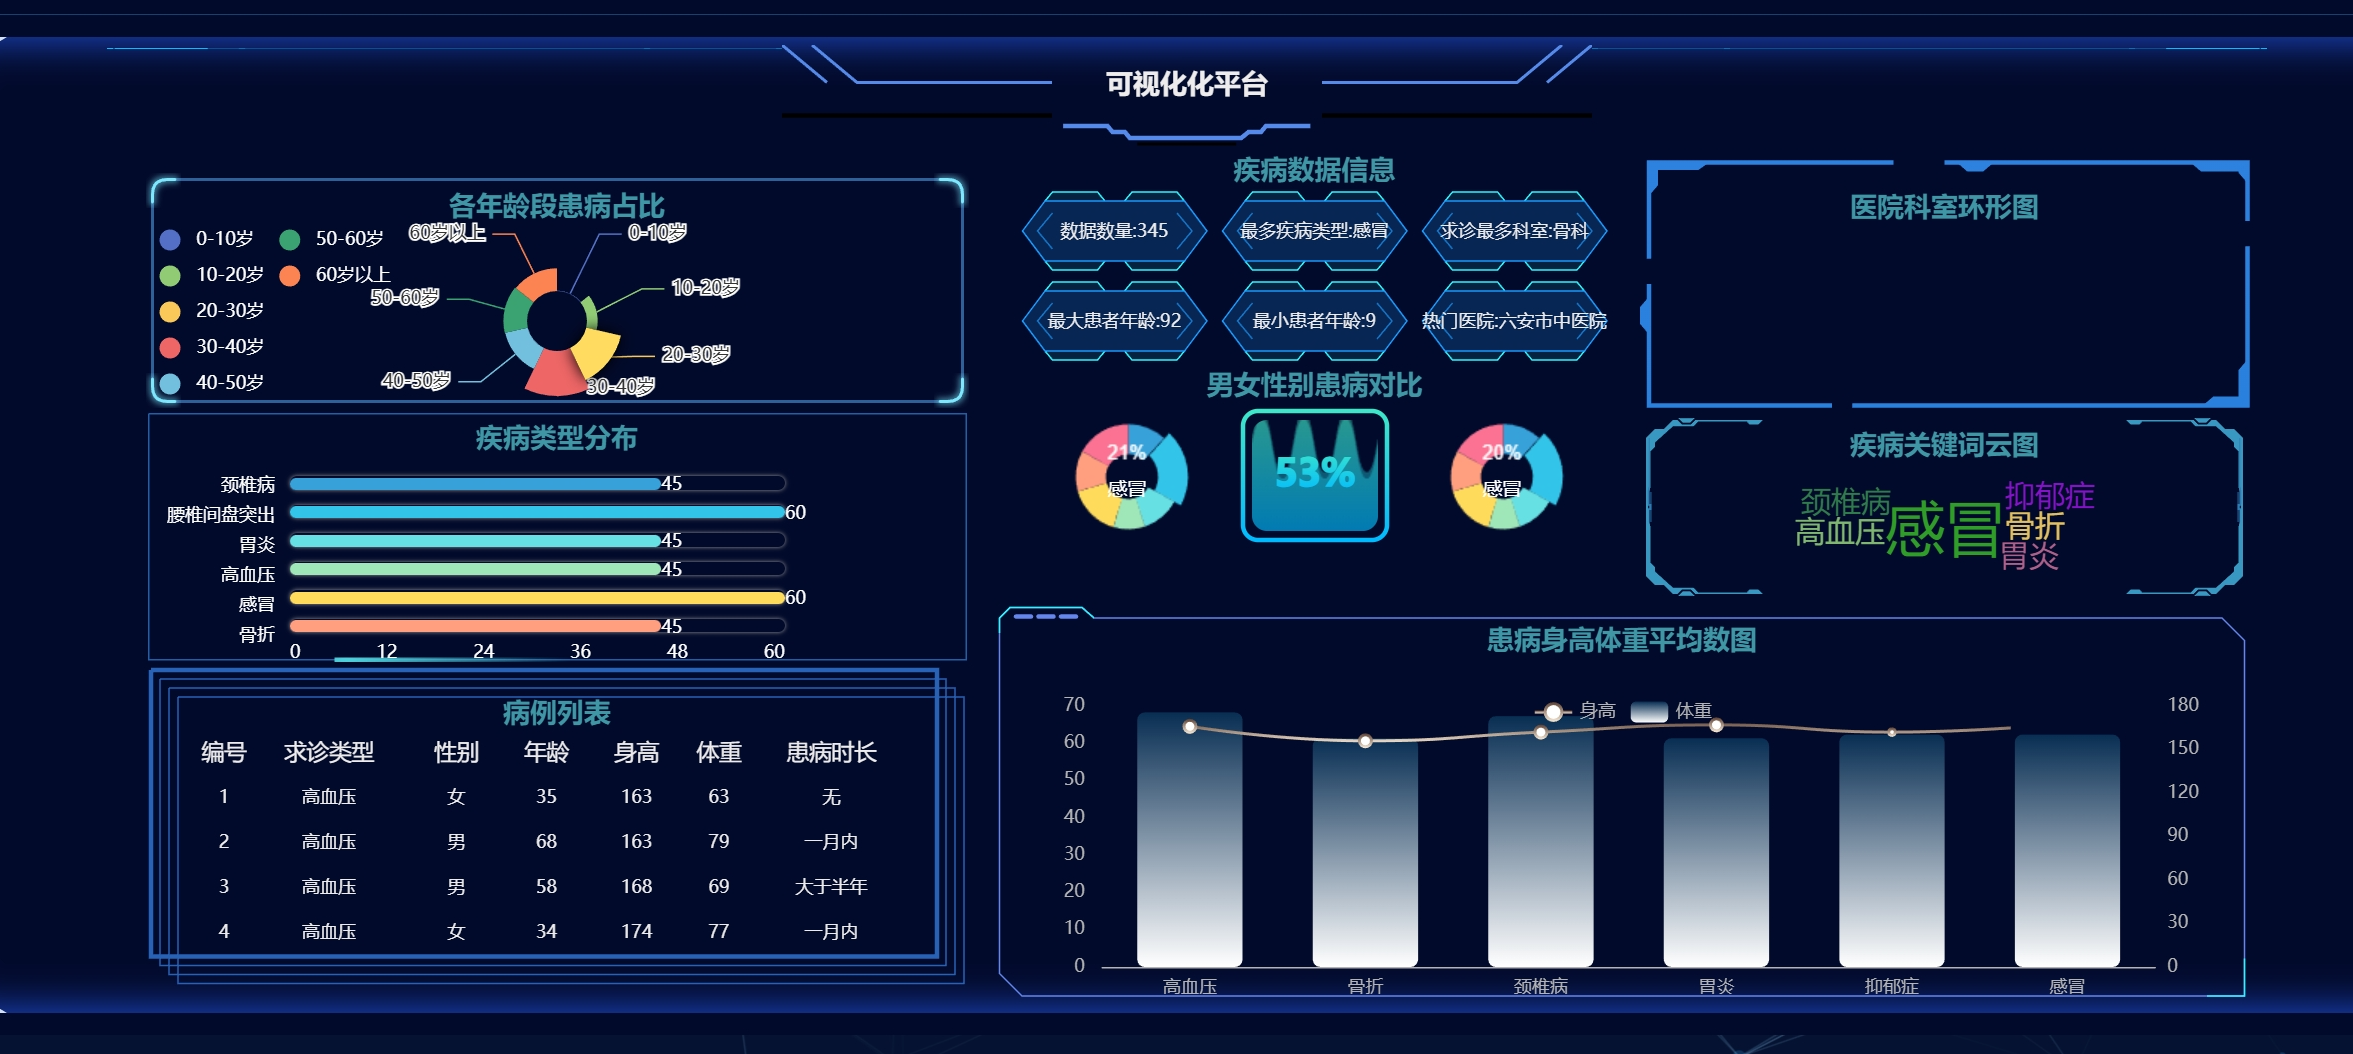 可视化化平台
各年龄段患病占比
0-10岁
10-20岁
20-30岁
30-40岁
40-50岁
50-60岁
60岁以上
60岁以上
0-10岁
10-20岁
50-60岁
20-30岁
40-50岁
30-40岁
疾病类型分布
颈椎病 45
腰椎间盘突出 60
胃炎 45
高血压 45
感冒 60
骨折 45
0 12 24 36 48 60
病例列表
编号 求诊类型 性别 年龄 身高 体重 患病时长
1 高血压 女 35 163 63 无
2 高血压 男 68 163 79 一月内
3 高血压 男 58 168 69 大于半年
4 高血压 女 34 174 77 一月内
疾病数据信息
数据数量:345 最多疾病类型:感冒 求诊最多科室:骨科
最大患者年龄:92 最小患者年龄:9 热门医院:六安市中医院
男女性别患病对比
21%
感冒
53%
20%
感冒
医院科室环形图
疾病关键词云图
颈椎病
抑郁症
高血压
感冒
骨折
胃炎
患病身高体重平均数图
身高 体重
70
60
50
40
30
20
10
0
180
150
120
90
60
30
0
高血压 骨折 颈椎病 胃炎 抑郁症 感冒